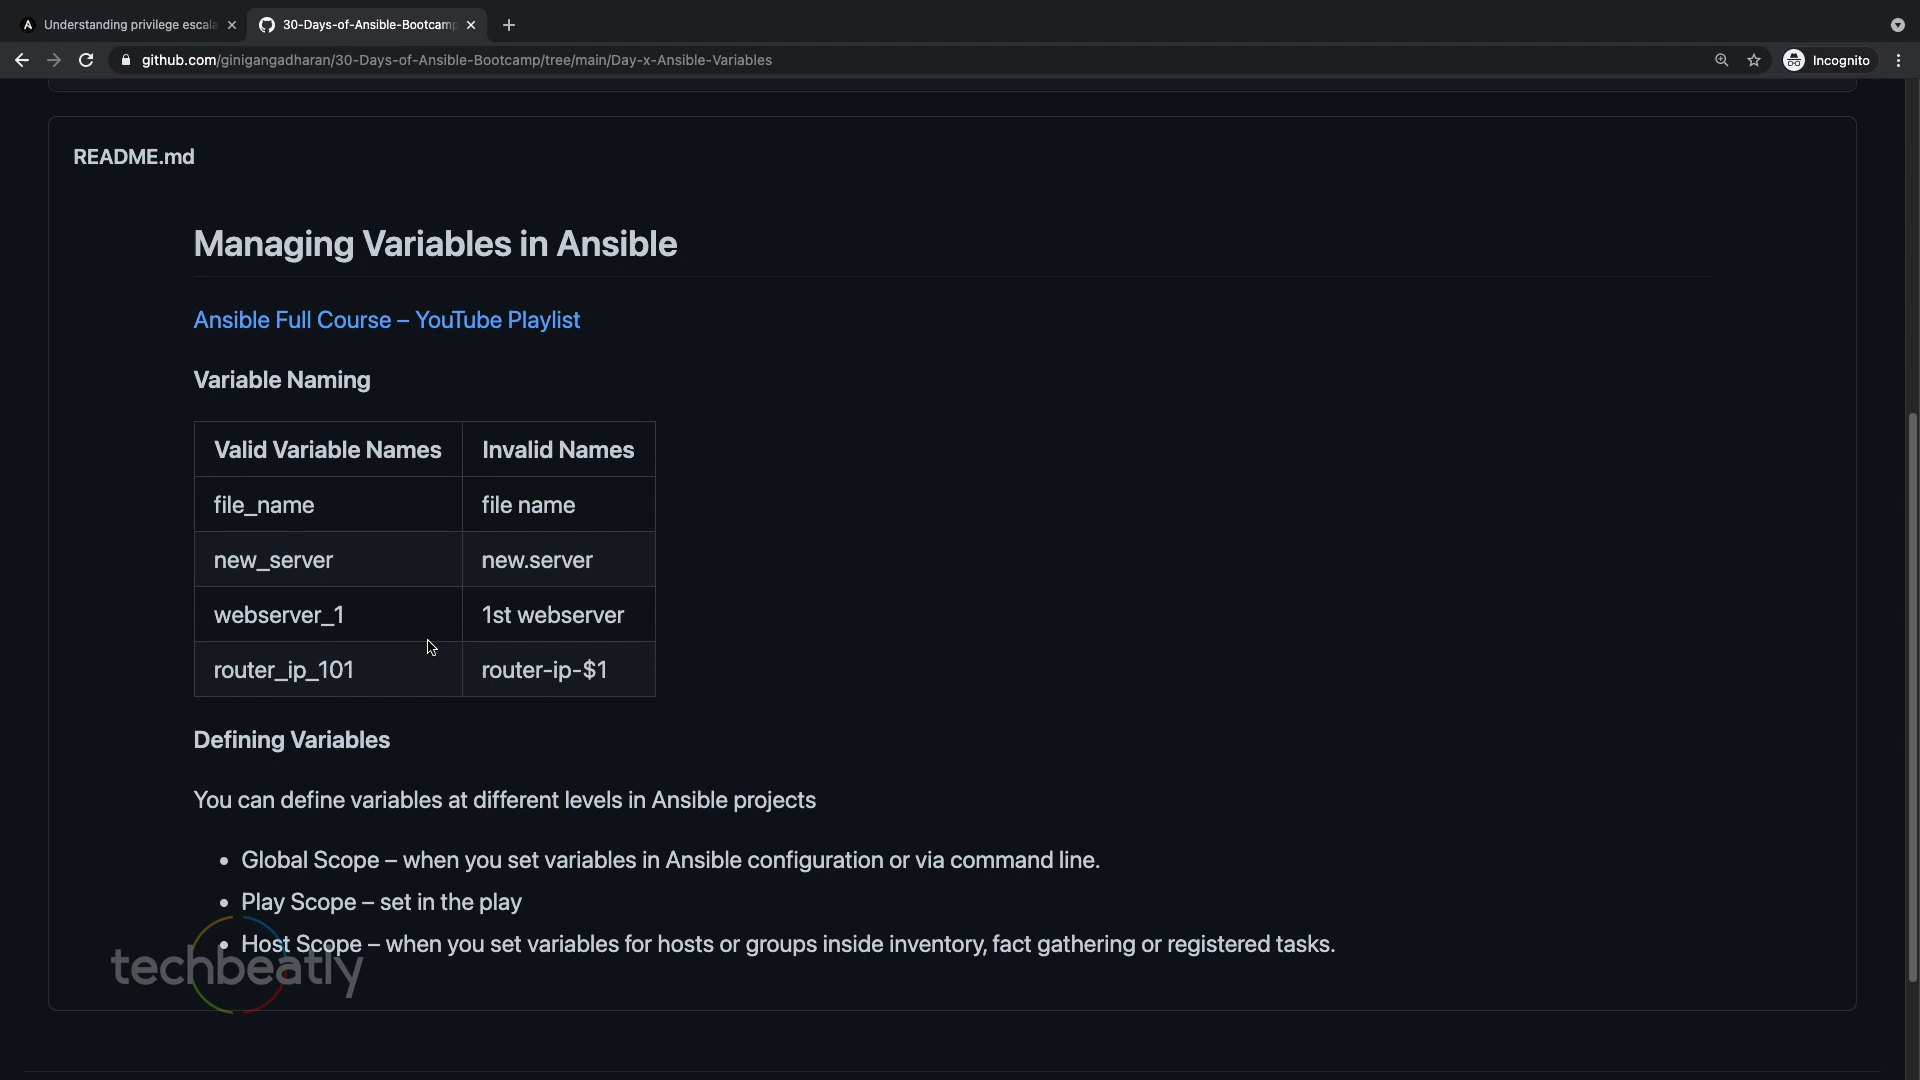 Understanding privilege escala
30-Days-of-Ansible-Bootcamp
github.com/ginigangadharan/30-Days-of-Ansible-Bootcamp/tree/main/Day-x-Ansible-Variables
Incognito
README.md
Managing Variables in Ansible
Ansible Full Course – YouTube Playlist
Variable Naming
Valid Variable Names Invalid Names
file_name file name
new_server new.server
webserver_1 1st webserver
router_ip_101 router-ip-$1
Defining Variables
You can define variables at different levels in Ansible projects
• Global Scope – when you set variables in Ansible configuration or via command line.
• Play Scope – set in the play
• Host Scope – when you set variables for hosts or groups inside inventory, fact gathering or registered tasks.
techbeatly